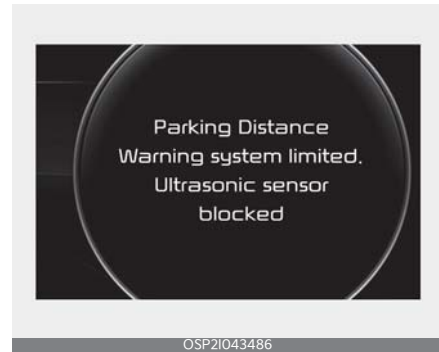 Parking Distance
Warning system limited.
Ultrasonic sensor
blocked
OSP2I043486